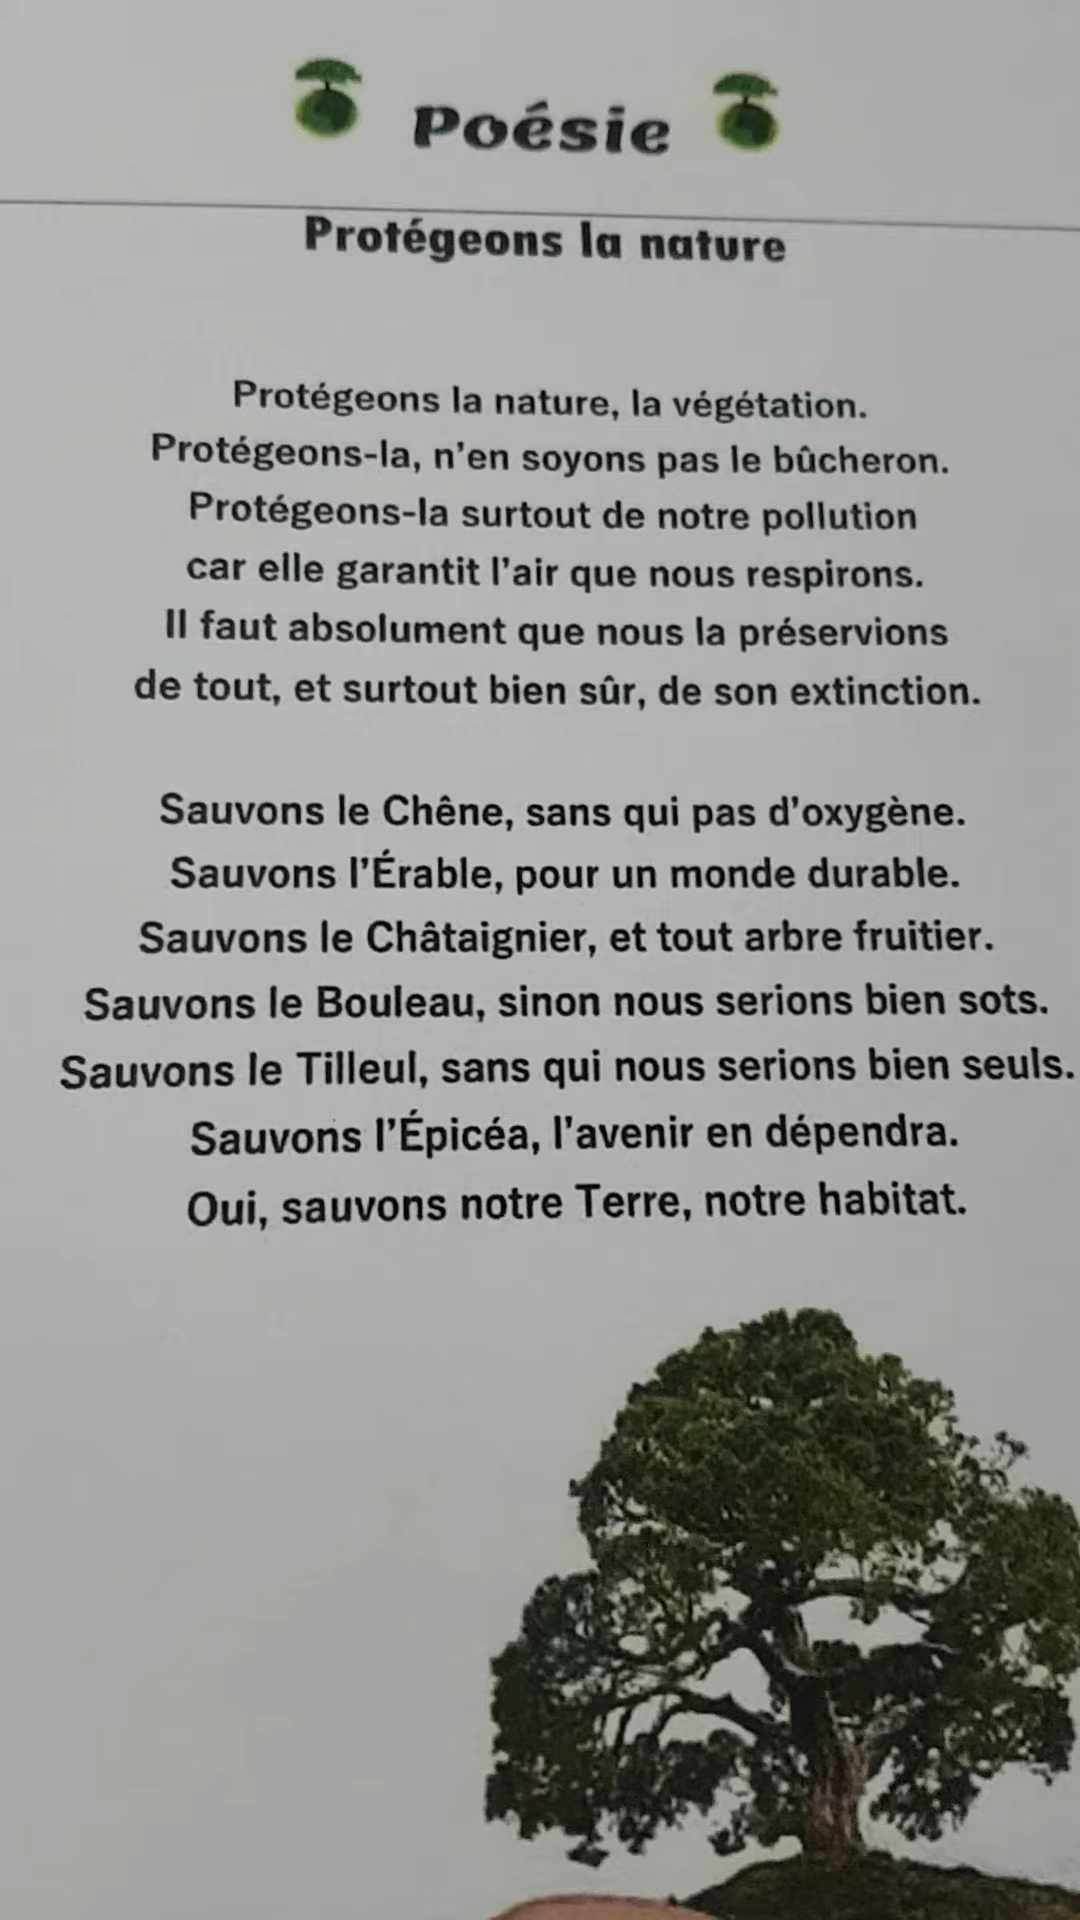 Poésie
Protégeons la nature
Protégeons la nature, la végétation.
Protégeons-la, n'en soyons pas le bûcheron.
Protégeons-la surtout de notre pollution
car elle garantit l'air que nous respirons.
Il faut absolument que nous la préservions
de tout, et surtout bien sûr, de son extinction.
Sauvons le Chêne, sans qui pas d'oxygène.
Sauvons l'Érable, pour un monde durable.
Sauvons le Châtaignier, et tout arbre fruitier.
Sauvons le Bouleau, sinon nous serions bien sots.
Sauvons le Tilleul, sans qui nous serions bien seuls.
Sauvons l'Épicéa, l'avenir en dépendra.
Oui, sauvons notre Terre, notre habitat.